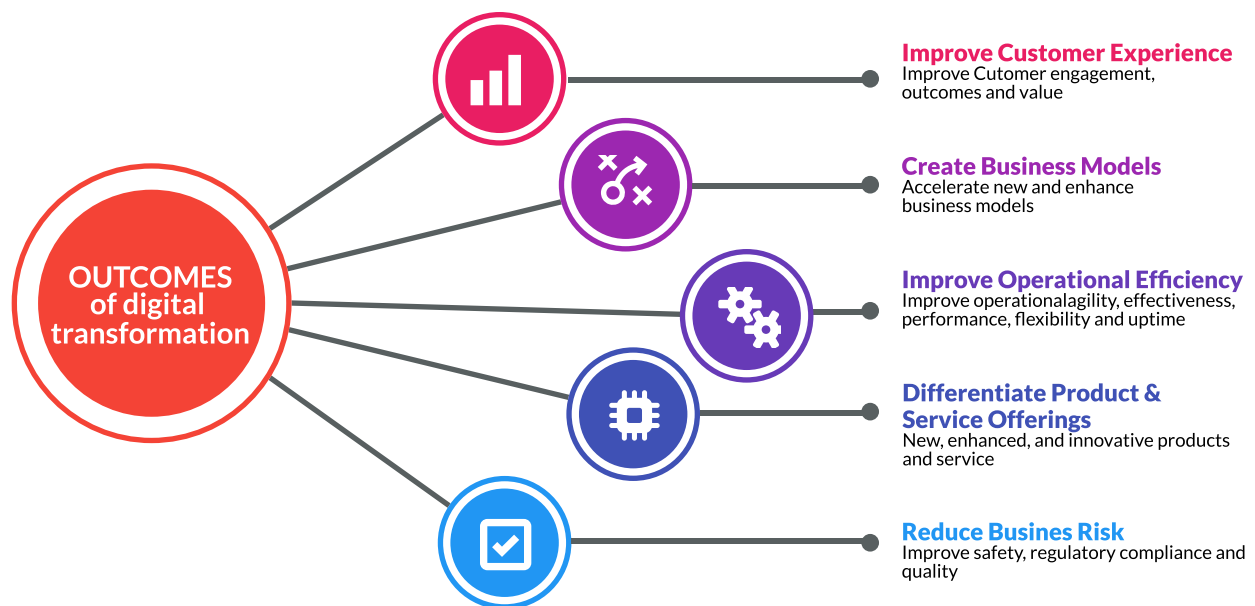 OUTCOMES
of digital
transformation
Improve Customer Experience
Improve Cutomer engagement,
outcomes and value
Create Business Models
Accelerate new and enhance
business models
Improve Operational Efficiency
Improve operationalagility, effectiveness,
performance, flexibility and uptime
Differentiate Product &
Service Offerings
New, enhanced, and innovative products
and service
Reduce Busines Risk
Improve safety, regulatory compliance and
quality